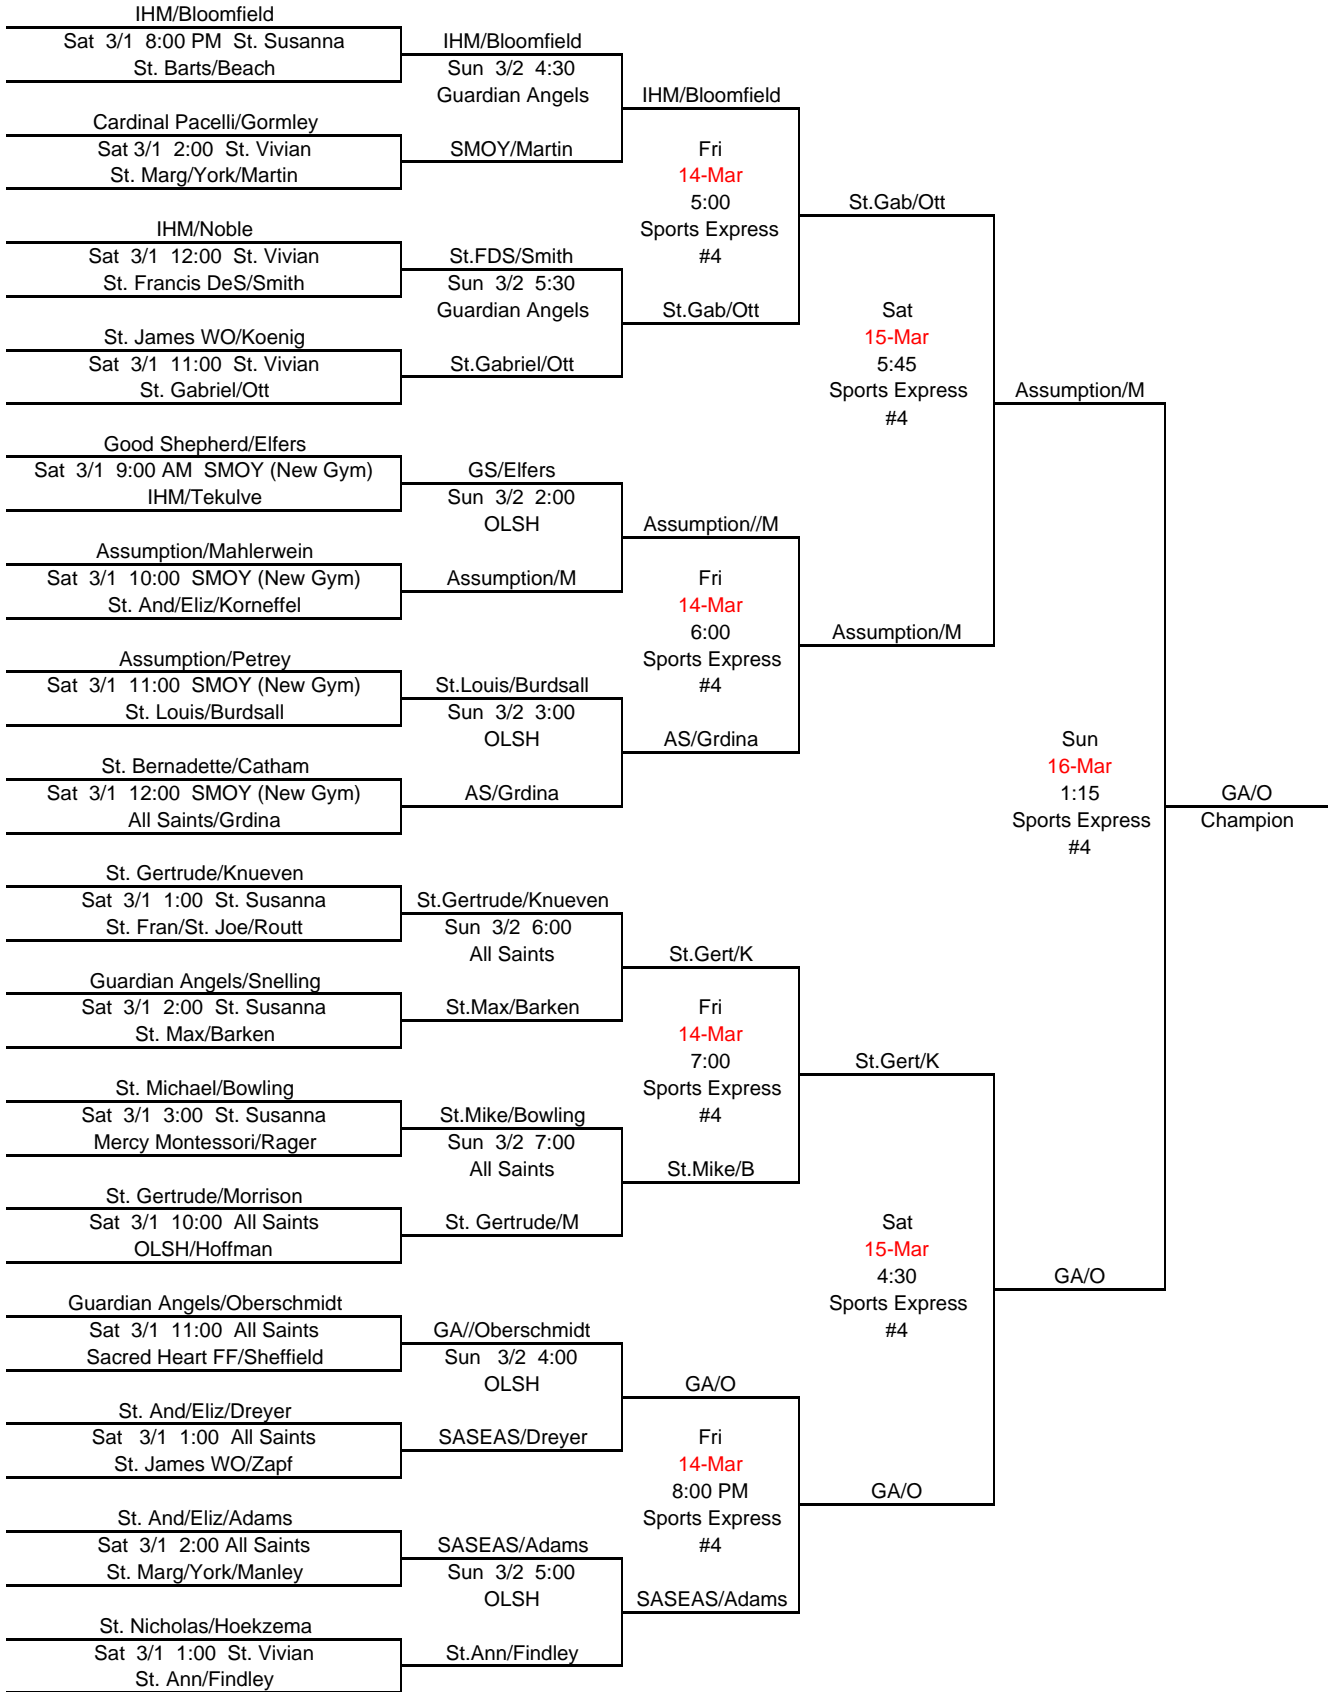 IHM/Bloomfield
Sat  3/1  8:00 PM  St. Susanna
St. Barts/Beach
Cardinal Pacelli/Gormley
Sat 3/1  2:00  St. Vivian
St. Marg/York/Martin
IHM/Noble
Sat  3/1  12:00  St. Vivian
St. Francis DeS/Smith
St. James WO/Koenig
Sat  3/1  11:00  St. Vivian
St. Gabriel/Ott
Good Shepherd/Elfers
Sat  3/1  9:00 AM  SMOY (New Gym)
IHM/Tekulve
Assumption/Mahlerwein
Sat  3/1  10:00  SMOY (New Gym)
St. And/Eliz/Korneffel
Assumption/Petrey
Sat  3/1  11:00  SMOY (New Gym)
St. Louis/Burdsall
St. Bernadette/Catham
Sat  3/1  12:00  SMOY (New Gym)
All Saints/Grdina
St. Gertrude/Knueven
Sat  3/1  1:00  St. Susanna
St. Fran/St. Joe/Routt
Guardian Angels/Snelling
Sat  3/1  2:00  St. Susanna
St. Max/Barken
St. Michael/Bowling
Sat  3/1  3:00  St. Susanna
Mercy Montessori/Rager
St. Gertrude/Morrison
Sat  3/1  10:00  All Saints
OLSH/Hoffman
Guardian Angels/Oberschmidt
Sat  3/1  11:00  All Saints
Sacred Heart FF/Sheffield
St. And/Eliz/Dreyer
Sat   3/1  1:00  All Saints
St. James WO/Zapf
St. And/Eliz/Adams
Sat  3/1  2:00 All Saints
St. Marg/York/Manley
St. Nicholas/Hoekzema
Sat  3/1  1:00  St. Vivian
St. Ann/Findley
IHM/Bloomfield
Sun  3/2  4:30
Guardian Angels
SMOY/Martin
St.FDS/Smith
Sun  3/2  5:30
Guardian Angels
St.Gabriel/Ott
GS/Elfers
Sun  3/2  2:00
OLSH
Assumption/M
St.Louis/Burdsall
Sun  3/2  3:00
OLSH
AS/Grdina
St.Gertrude/Knueven
Sun  3/2  6:00
All Saints
St.Max/Barken
St.Mike/Bowling
Sun  3/2  7:00
All Saints
St. Gertrude/M
GA//Oberschmidt
Sun   3/2  4:00
OLSH
SASEAS/Dreyer
SASEAS/Adams
Sun  3/2  5:00
OLSH
St.Ann/Findley
IHM/Bloomfield
Fri
14-Mar
5:00
Sports Express
#4
St.Gab/Ott
Assumption//M
Fri
14-Mar
6:00
Sports Express
#4
AS/Grdina
St.Gert/K
Fri
14-Mar
7:00
Sports Express
#4
St.Mike/B
GA/O
Fri
14-Mar
8:00 PM
Sports Express
#4
SASEAS/Adams
St.Gab/Ott
Sat
15-Mar
5:45
Sports Express
#4
Assumption/M
St.Gert/K
Sat
15-Mar
4:30
Sports Express
#4
GA/O
Assumption/M
Sun
16-Mar
1:15
Sports Express
#4
GA/O
GA/O
Champion